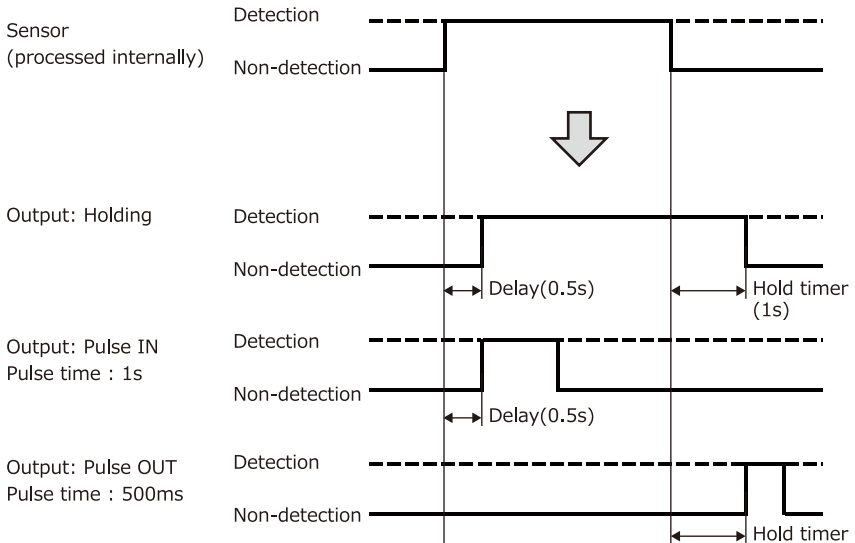 Sensor
(processed internally)
Detection
Non-detection
Output: Holding
Detection
Non-detection
Delay(0.5s)
Hold timer
(1s)
Output: Pulse IN
Pulse time : 1s
Detection
Non-detection
Delay(0.5s)
Output: Pulse OUT
Pulse time : 500ms
Detection
Non-detection
Hold timer